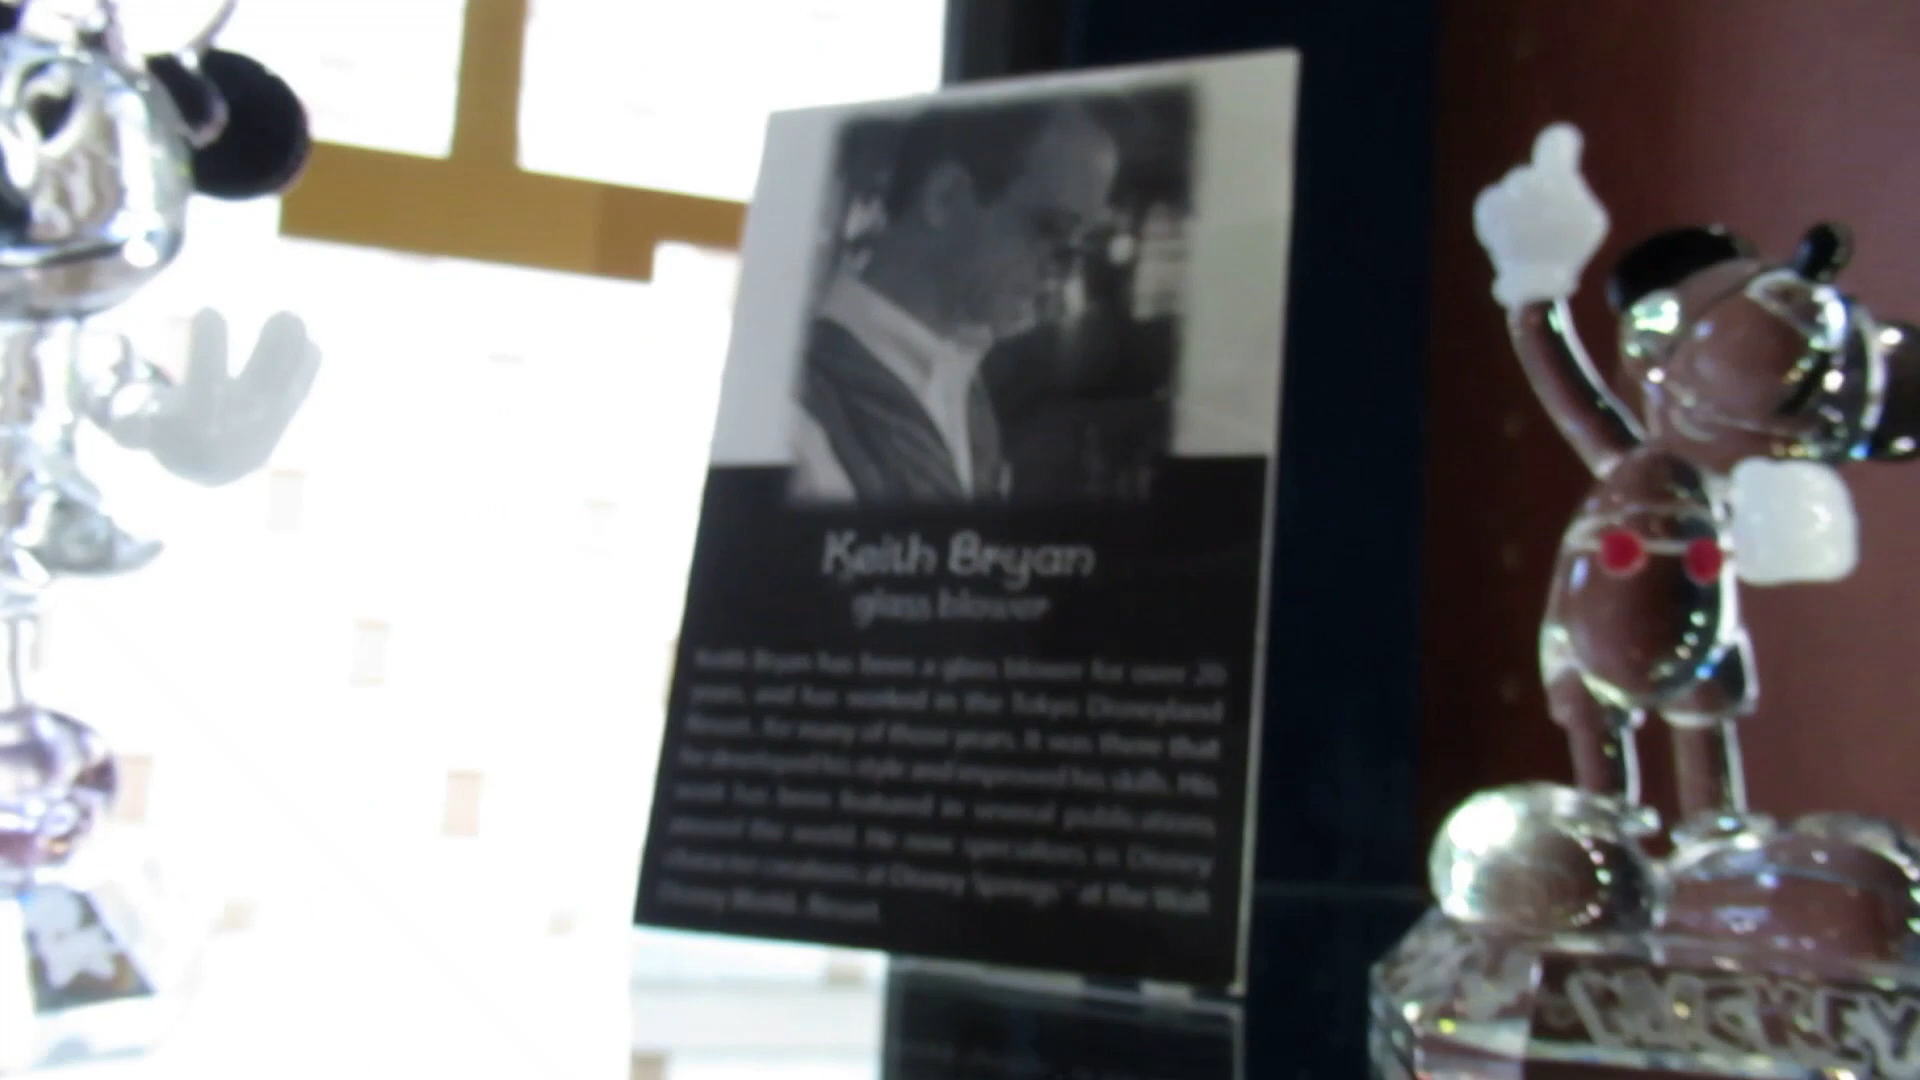 Keith Bryan
glass blower
Keith Bryan has been a glass blower for over 20
years, and has worked in the Tokyo Disneyland
Resort, for many of those years. It was there that
he developed his style and improved his skills. His
work has been featured in several publications
around the world. He now specializes in Disney
character creations at Disney Springs™ at the Walt
Disney World Resort.
MICKEY